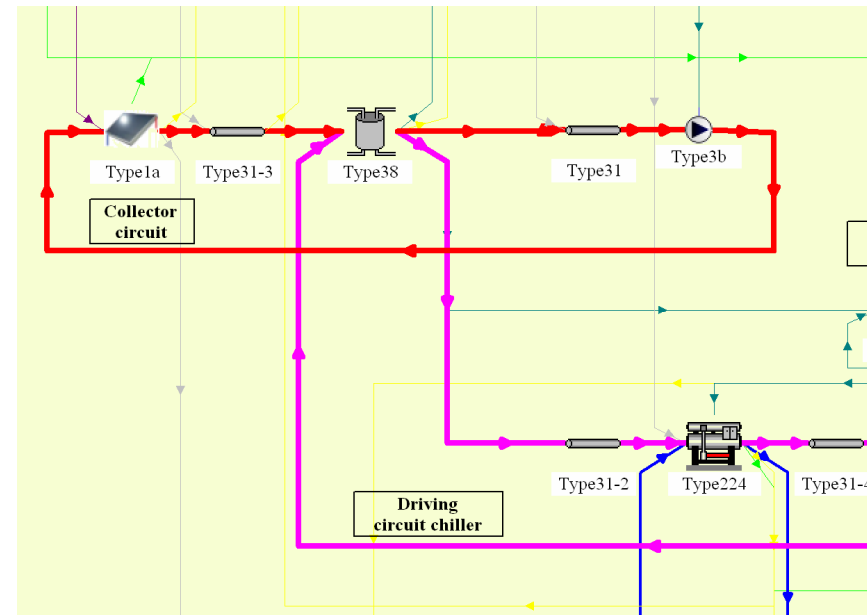 Type1a
Type31-3
Type38
Type31
Type3b
Collector
circuit
Type31-2
Type224
Type31-4
Driving
circuit chiller